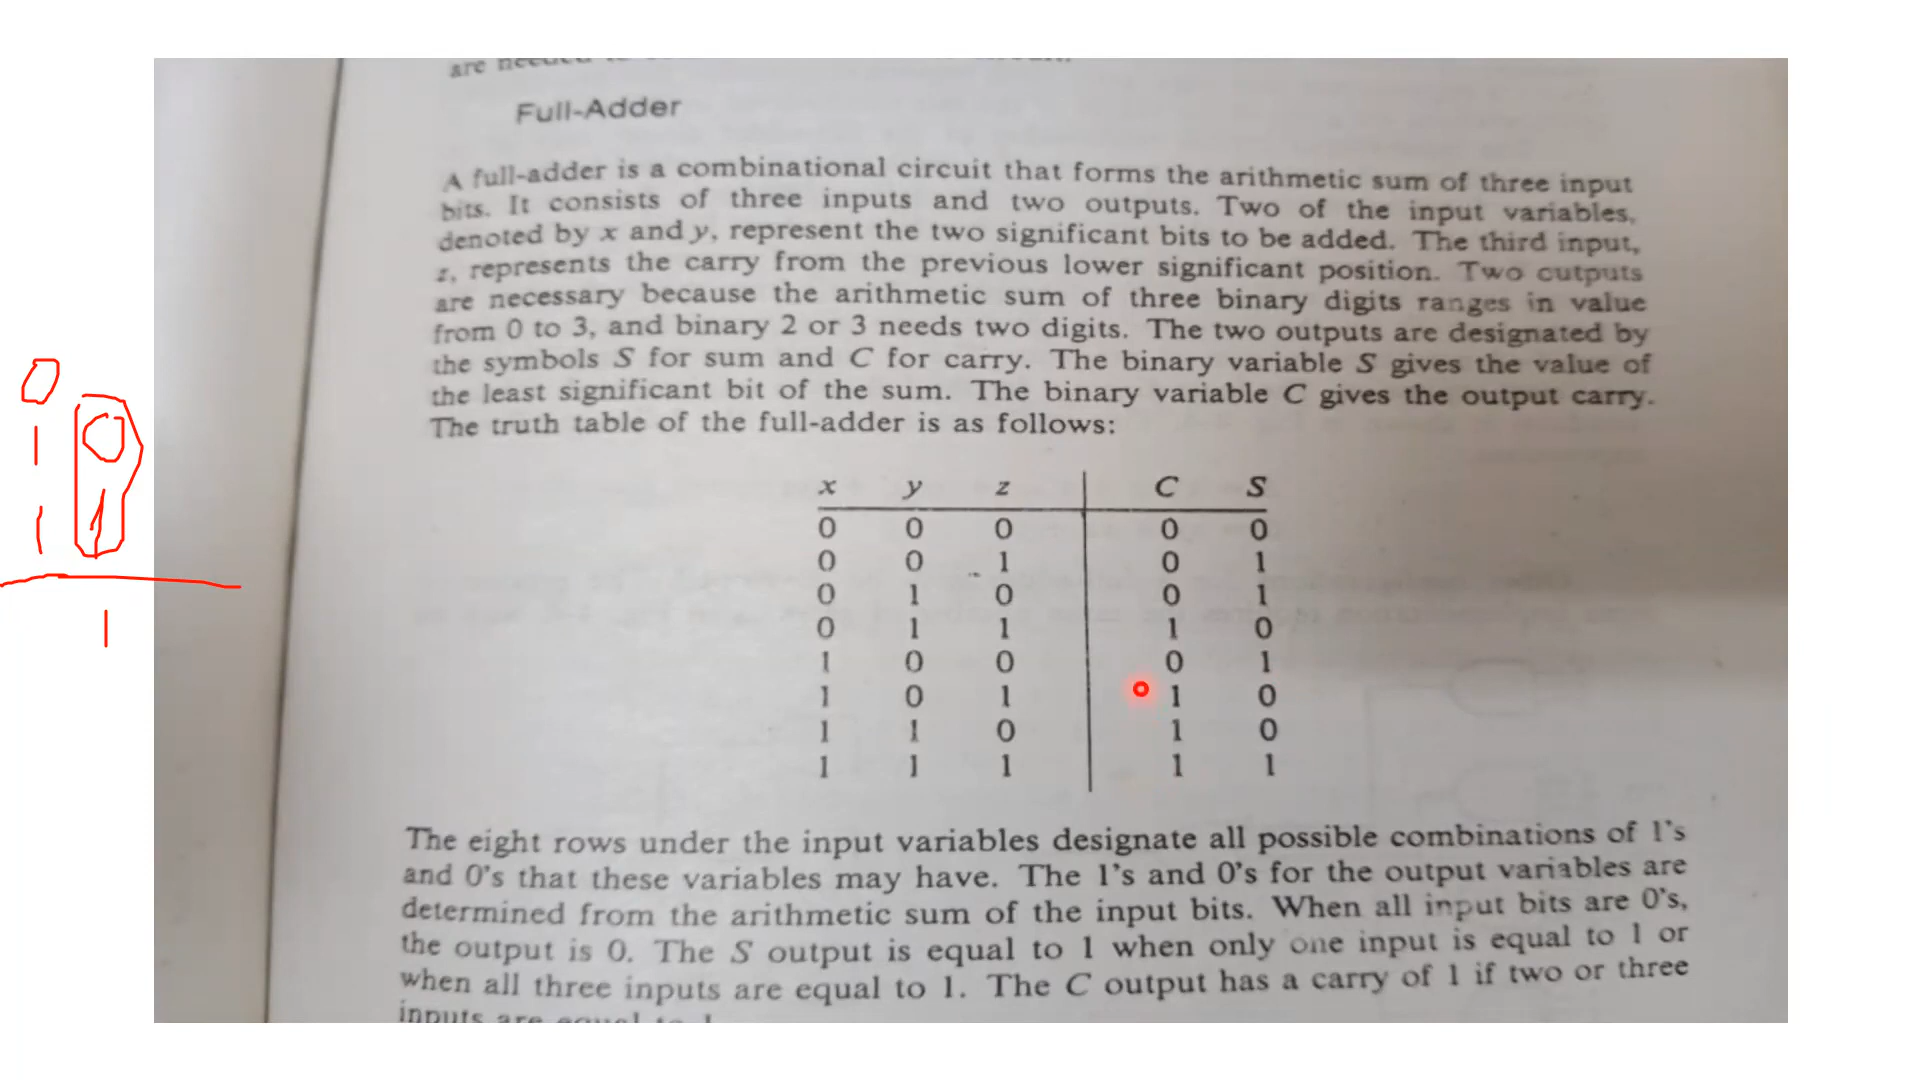 Full-Adder
A full-adder is a combinational circuit that forms the arithmetic sum of three input
bits. It consists of three inputs and two outputs. Two of the input variables,
denoted by x and y, represent the two significant bits to be added. The third input,
z, represents the carry from the previous lower significant position. Two outputs
are necessary because the arithmetic sum of three binary digits ranges in value
from 0 to 3, and binary 2 or 3 needs two digits. The two outputs are designated by
the symbols S for sum and C for carry. The binary variable S gives the value of
the least significant bit of the sum. The binary variable C gives the output carry.
The truth table of the full-adder is as follows:
x y z C S
0 0 0 0 0
0 0 1 0 1
0 1 0 0 1
0 1 1 1 0
1 0 0 0 1
1 0 1 1 0
1 1 0 1 0
1 1 1 1 1
The eight rows under the input variables designate all possible combinations of 1's
and 0's that these variables may have. The 1's and 0's for the output variables are
determined from the arithmetic sum of the input bits. When all input bits are 0's,
the output is 0. The S output is equal to 1 when only one input is equal to 1 or
when all three inputs are equal to 1. The C output has a carry of 1 if two or three
inputs are equal to 1
0
1 0
1 1
1